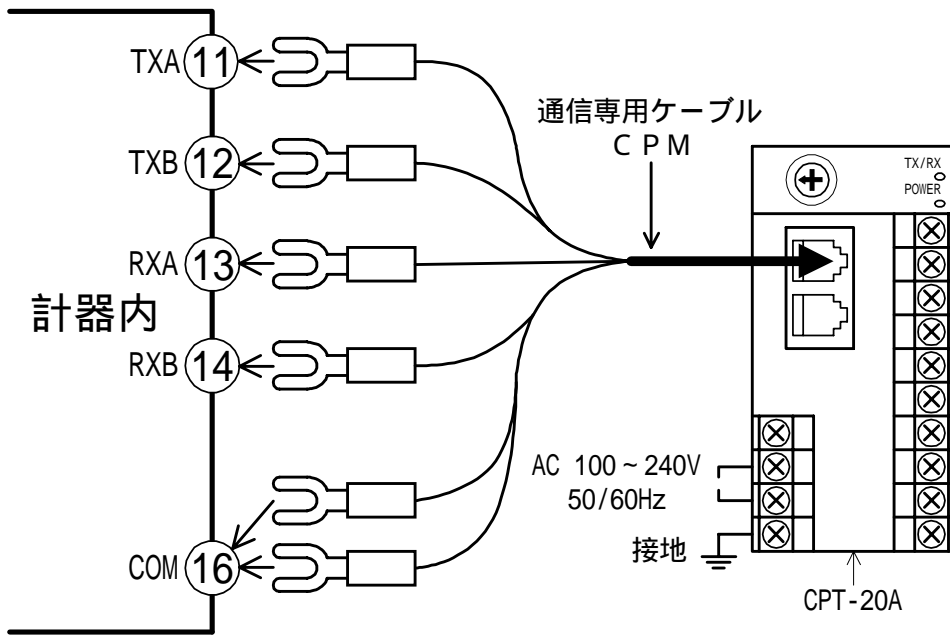 TXA 11
TXB 12
RXA 13
計器内
RXB 14
COM 16
通信専用ケーブル
CPM
TX/RX
POWER
AC 100~240V
50/60Hz
接地
CPT-20A